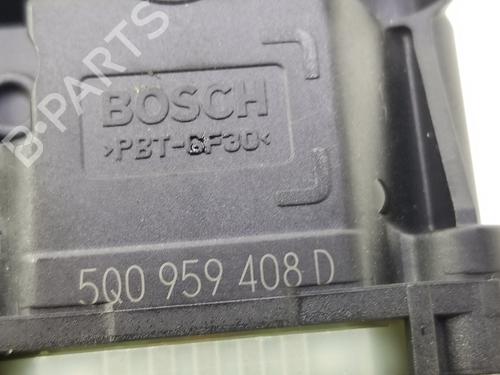 B-PARTS
BOSCH
>PBT-GF30<
5Q0 959 408 D